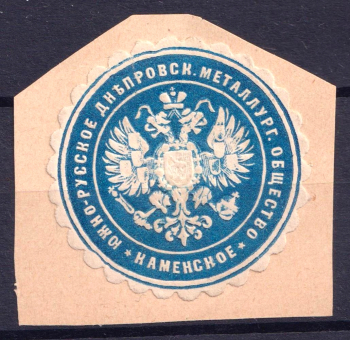 ЮЖНО-РУССКОЕ ДНѢПРОВСК. МЕТАЛЛУРГ. ОБЩЕСТВО
* КАМЕНСКОЕ *